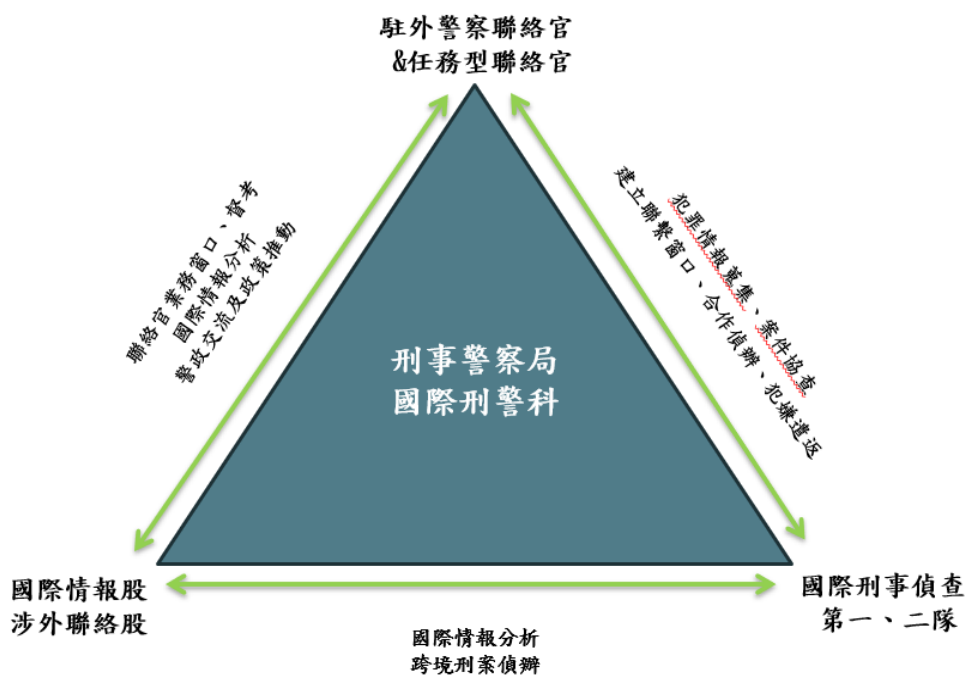 駐外警察聯絡官
&任務型聯絡官
聯絡官業務窗口、督考
國際情報分析
警政交流及政策推動
犯罪情報蒐集、案件協查
建立聯繫窗口、合作偵辦、犯嫌遣返
刑事警察局
國際刑警科
國際情報股
涉外聯絡股
國際刑事偵查
第一、二隊
國際情報分析
跨境刑案偵辦